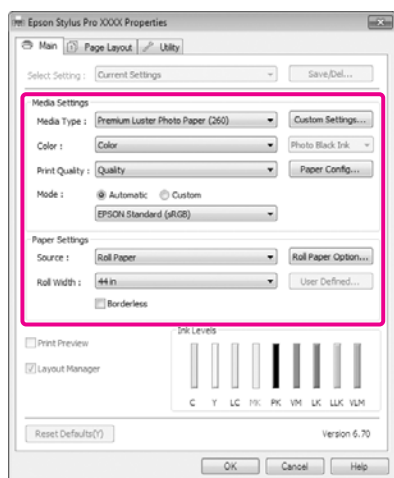 Epson Stylus Pro XXXX Properties
Main Page Layout Utility
Select Setting : Current Settings Save/Del...
Media Settings
Media Type : Premium Luster Photo Paper (260) Custom Settings...
Color : Color Photo Black Ink
Print Quality : Quality Paper Config...
Mode : Automatic Custom
EPSON Standard (sRGB)
Paper Settings
Source : Roll Paper Roll Paper Option...
Roll Width : 44 in User Defined...
Borderless
Print Preview
Layout Manager
Ink Levels
C Y LC MK PK VM LK LLK VLM
Reset Defaults(Y) Version 6.70
OK Cancel Help